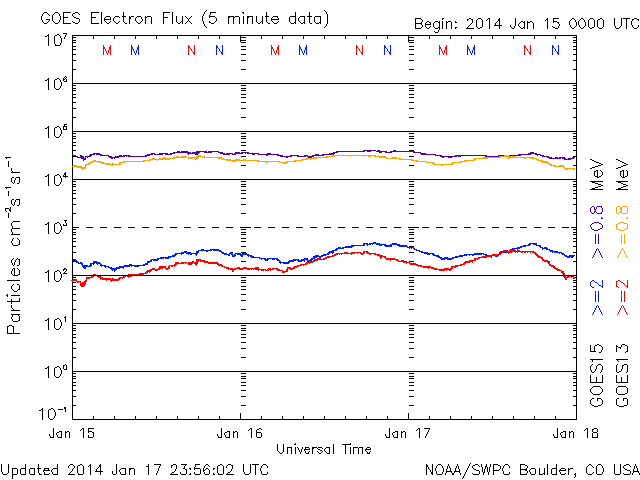 GOES Electron Flux (5 minute data)
Begin: 2014 Jan 15 0000 UTC
M M N N M M N N M M N N
10⁷
10⁶
10⁵
10⁴
10³
10²
10¹
10⁰
10⁻¹
Particles cm⁻²s⁻¹sr⁻¹
Jan 15 Jan 16 Jan 17 Jan 18
Universal Time
GOES15 >=2 >=0.8 MeV
GOES13 >=2 >=0.8 MeV
Updated 2014 Jan 17 23:56:02 UTC
NOAA/SWPC Boulder, CO USA